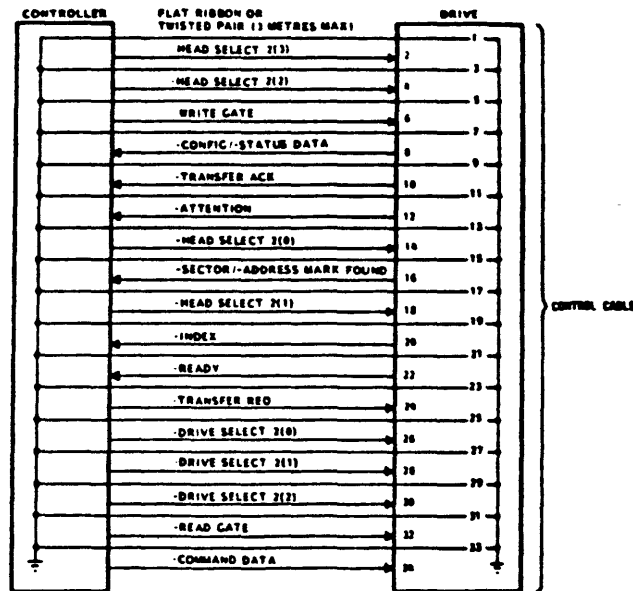 CONTROLLER
FLAT RIBBON OR
TWISTED PAIR (3 METRES MAX)
DRIVE
1
HEAD SELECT 2(3)
2
3
-HEAD SELECT 2(2)
4
5
WRITE GATE
6
7
-CONFIG/-STATUS DATA
8
9
-TRANSFER ACK
10
11
-ATTENTION
12
13
-HEAD SELECT 2(0)
14
15
-SECTOR/-ADDRESS MARK FOUND
16
17
-HEAD SELECT 2(1)
18
19
-INDEX
20
21
-READY
22
23
-TRANSFER REQ
24
25
-DRIVE SELECT 2(0)
26
27
-DRIVE SELECT 2(1)
28
29
-DRIVE SELECT 2(2)
30
31
-READ GATE
32
33
-COMMAND DATA
34
CONTROL CABLE